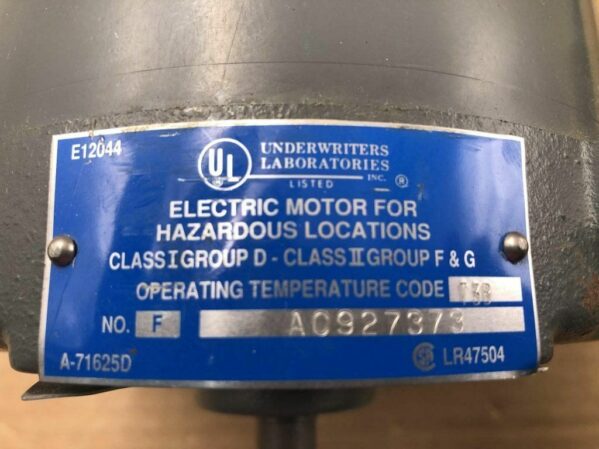 E12044
UL
UNDERWRITERS
LABORATORIES
INC. ®
LISTED
ELECTRIC MOTOR FOR
HAZARDOUS LOCATIONS
CLASS I GROUP D - CLASS II GROUP F & G
OPERATING TEMPERATURE CODE T3B
NO. F AC927373
A-71625D
LR47504